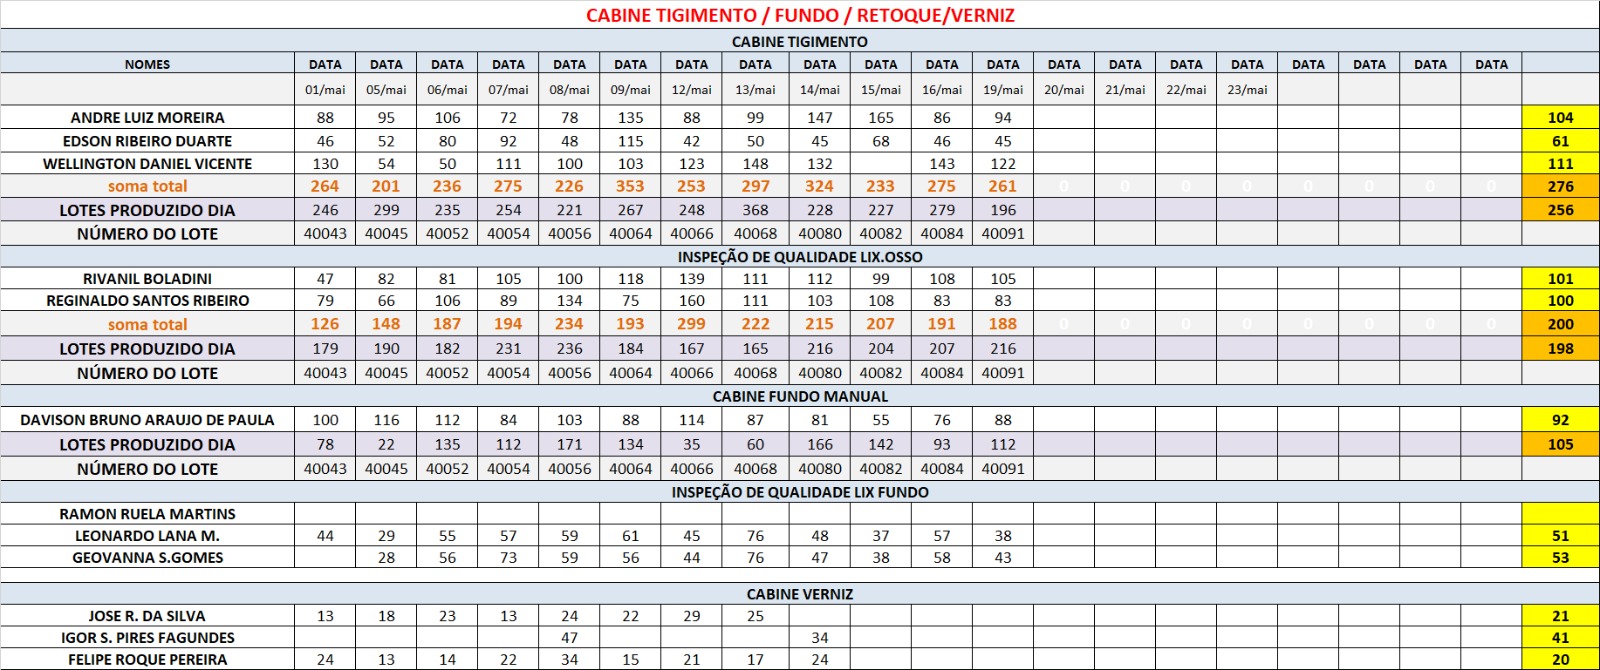 CABINE TIGIMENTO / FUNDO / RETOQUE/VERNIZ
CABINE TIGIMENTO
NOMES DATA DATA DATA DATA DATA DATA DATA DATA DATA DATA DATA DATA DATA DATA DATA DATA DATA DATA DATA DATA
01/mai 05/mai 06/mai 07/mai 08/mai 09/mai 12/mai 13/mai 14/mai 15/mai 16/mai 19/mai 20/mai 21/mai 22/mai 23/mai
ANDRE LUIZ MOREIRA 88 95 106 72 78 135 88 99 147 165 86 94 104
EDSON RIBEIRO DUARTE 46 52 80 92 48 115 42 50 45 68 46 45 61
WELLINGTON DANIEL VICENTE 130 54 50 111 100 103 123 148 132 143 122 111
soma total 264 201 236 275 226 353 253 297 324 233 275 261 0 0 0 0 0 0 0 0 276
LOTES PRODUZIDO DIA 246 299 235 254 221 267 248 368 228 227 279 196 256
NÚMERO DO LOTE 40043 40045 40052 40054 40056 40064 40066 40068 40080 40082 40084 40091
INSPEÇÃO DE QUALIDADE LIX.OSSO
RIVANIL BOLADINI 47 82 81 105 100 118 139 111 112 99 108 105 101
REGINALDO SANTOS RIBEIRO 79 66 106 89 134 75 160 111 103 108 83 83 100
soma total 126 148 187 194 234 193 299 222 215 207 191 188 0 0 0 0 0 0 0 0 200
LOTES PRODUZIDO DIA 179 190 182 231 236 184 167 165 216 204 207 216 198
NÚMERO DO LOTE 40043 40045 40052 40054 40056 40064 40066 40068 40080 40082 40084 40091
CABINE FUNDO MANUAL
DAVISON BRUNO ARAUJO DE PAULA 100 116 112 84 103 88 114 87 81 55 76 88 92
LOTES PRODUZIDO DIA 78 22 135 112 171 134 35 60 166 142 93 112 105
NÚMERO DO LOTE 40043 40045 40052 40054 40056 40064 40066 40068 40080 40082 40084 40091
INSPEÇÃO DE QUALIDADE LIX FUNDO
RAMON RUELA MARTINS
LEONARDO LANA M. 44 29 55 57 59 61 45 76 48 37 57 38 51
GEOVANNA S.GOMES 28 56 73 59 56 44 76 47 38 58 43 53
CABINE VERNIZ
JOSE R. DA SILVA 13 18 23 13 24 22 29 25 21
IGOR S. PIRES FAGUNDES 47 34 41
FELIPE ROQUE PEREIRA 24 13 14 22 34 15 21 17 24 20